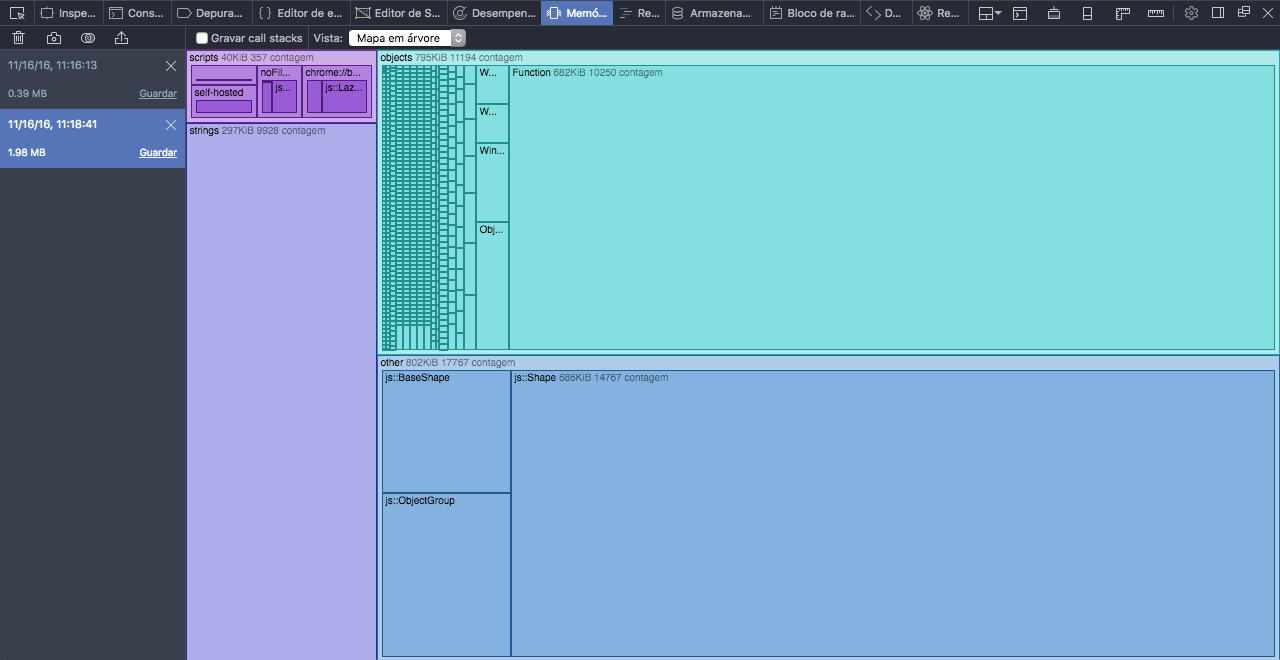 Inspe... Cons... Depura... Editor de e... Editor de S... Desempen... Memó... Re... Armazena... Bloco de ra... D... Re...
Gravar call stacks Vista: Mapa em árvore
11/16/16, 11:16:13
0.39 MB Guardar
11/16/16, 11:18:41
1.98 MB Guardar
scripts 40KiB 357 contagem
noFil...
chrome://b...
self-hosted
js...
js::Laz...
strings 297KiB 9928 contagem
objects 795KiB 11194 contagem
W...
W...
Win...
Obj...
Function 682KiB 10250 contagem
other 802KiB 17767 contagem
js::BaseShape
js::Shape 686KiB 14767 contagem
js::ObjectGroup